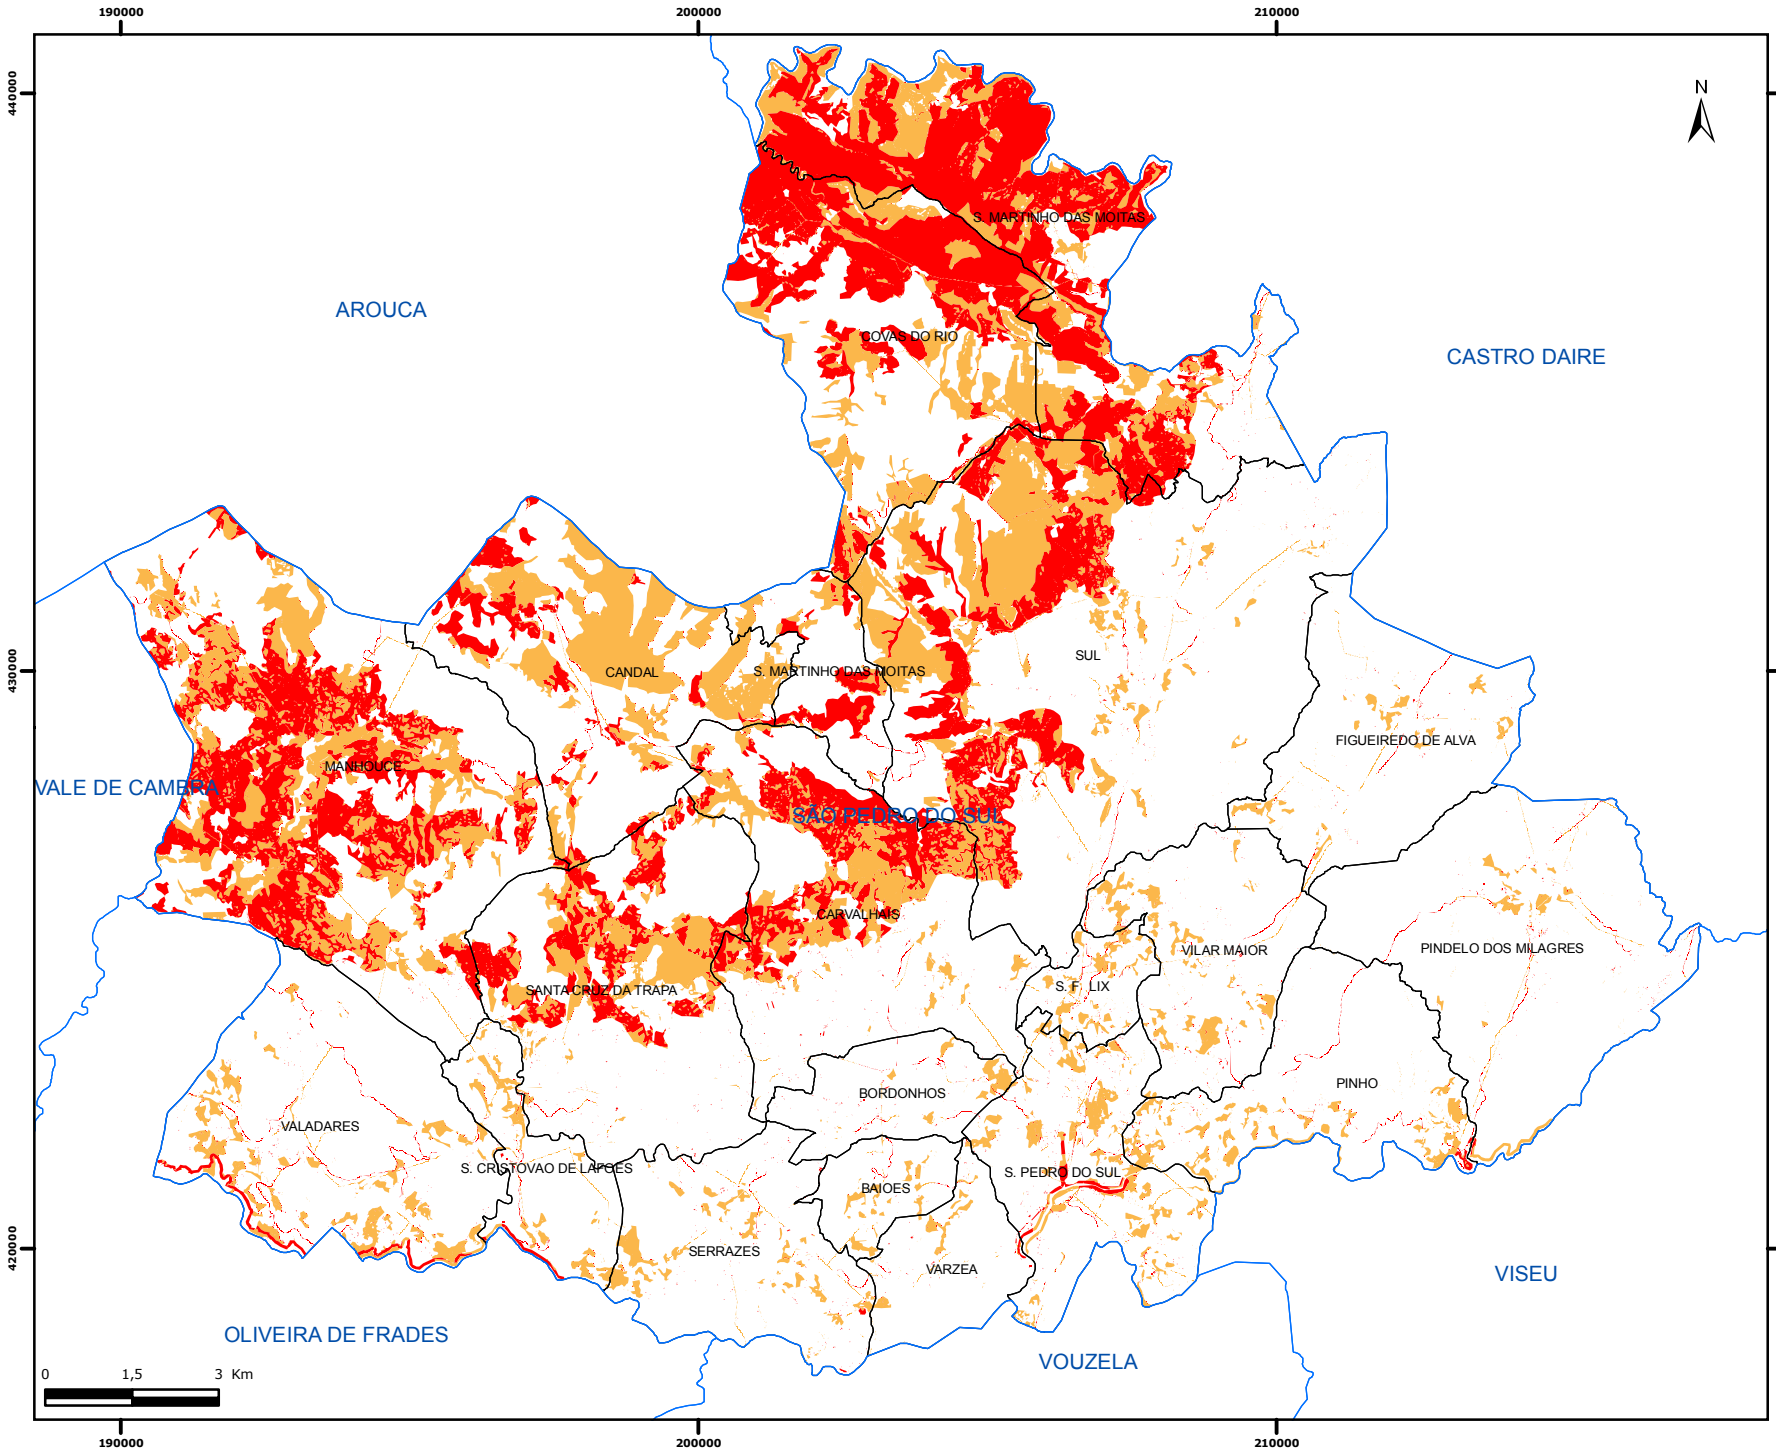 190000
200000
210000
440000
N
S. MARTINHO DAS MOITAS
AROUCA
COVAS DO RIO
CASTRO DAIRE
SUL
430000
CANDAL
S. MARTINHO DAS MOITAS
FIGUEIREDO DE ALVA
MANHOUCE
VALE DE CAMBRA
SÃO PEDRO DO SUL
CARVALHAIS
VILAR MAIOR
PINDELO DOS MILAGRES
S. F LIX
SANTA CRUZ DA TRAPA
PINHO
BORDONHOS
VALADARES
S. CRISTOVAO DE LAFOES
S. PEDRO DO SUL
BAIOES
420000
SERRAZES
VARZEA
VISEU
OLIVEIRA DE FRADES
VOUZELA
0 1,5 3 Km
190000
200000
210000